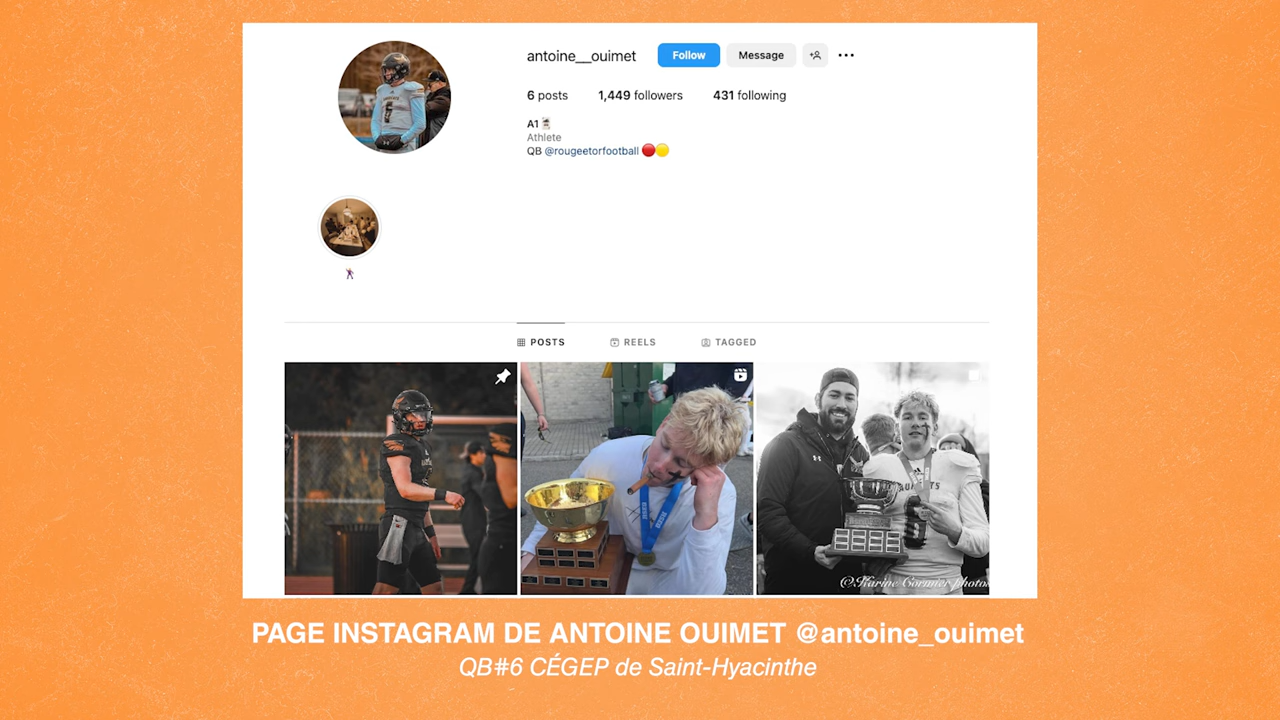 antoine__ouimet Follow Message
6 posts 1,449 followers 431 following
A1
Athlete
QB @rougeetorfootball
POSTS REELS TAGGED
@Karine Cormier photo
PAGE INSTAGRAM DE ANTOINE OUIMET @antoine_ouimet
QB#6 CÉGEP de Saint-Hyacinthe